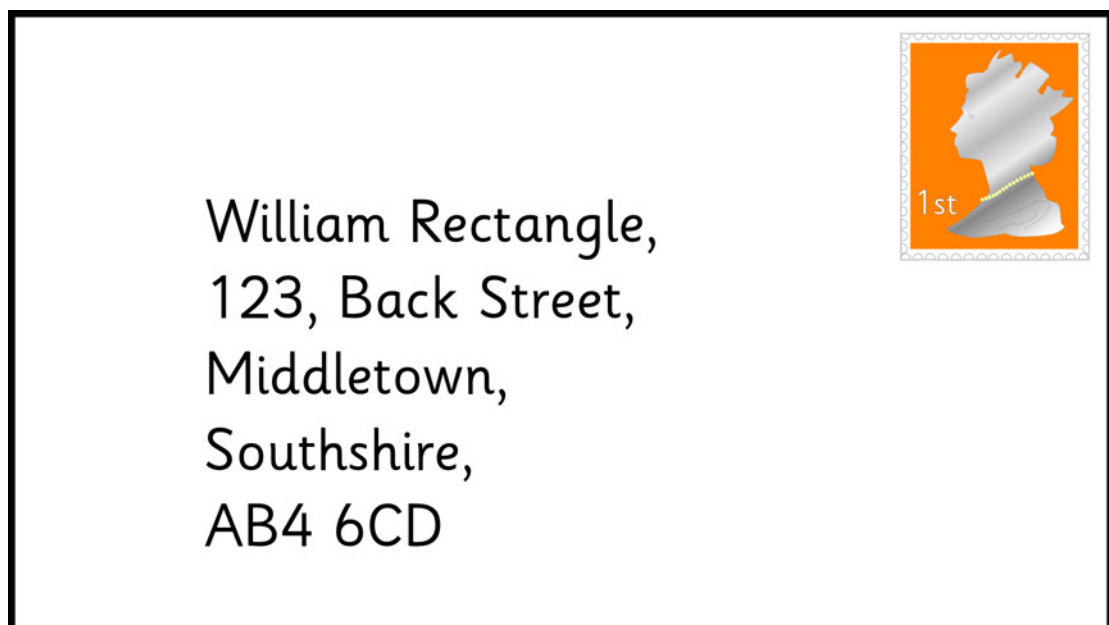 1st
William Rectangle,
123, Back Street,
Middletown,
Southshire,
AB4 6CD